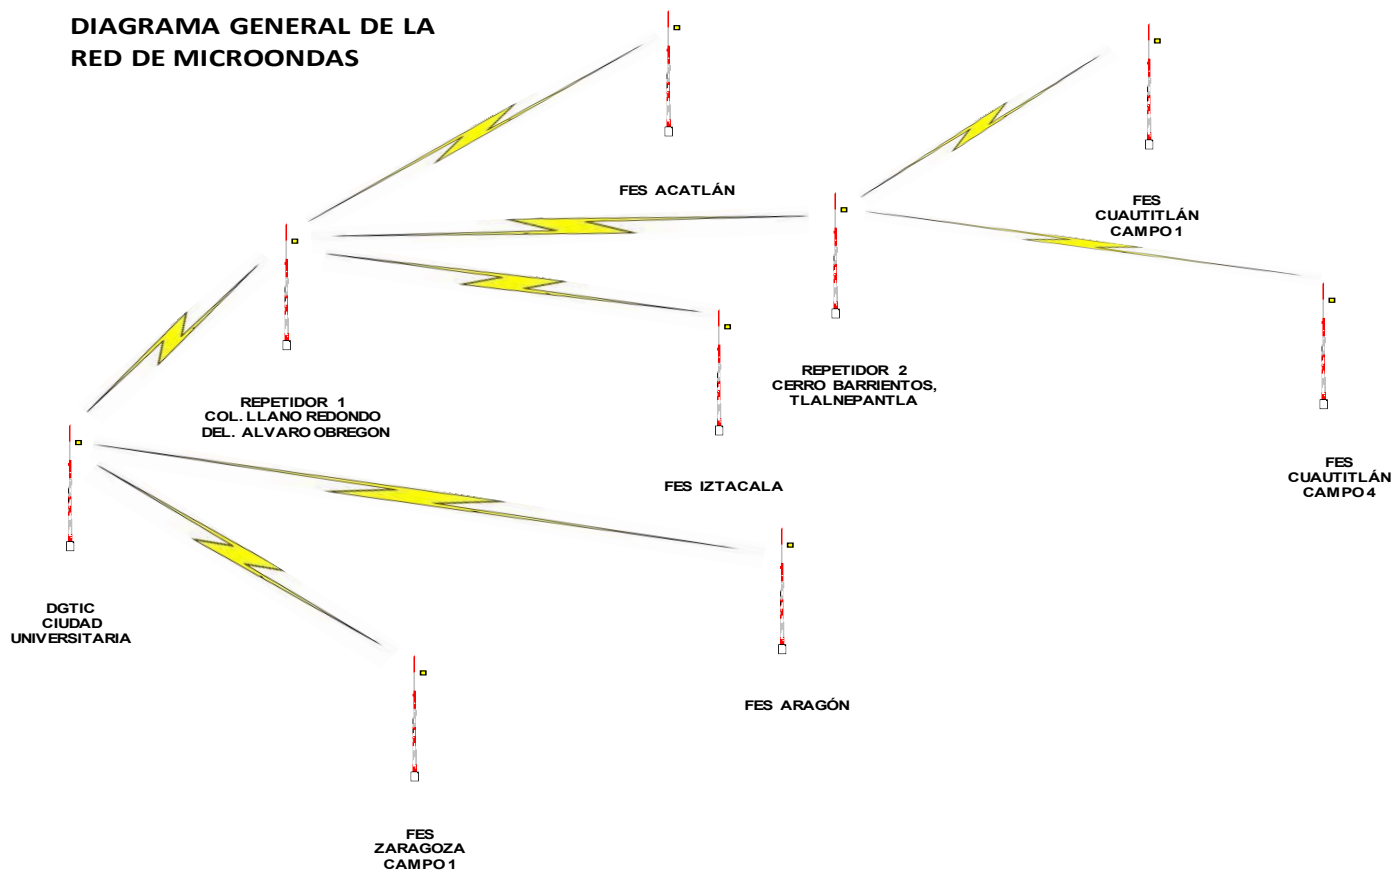 DIAGRAMA GENERAL DE LA
RED DE MICROONDAS
FES ACATLÁN
FES
CUAUTITLÁN
CAMPO 1
REPETIDOR 2
CERRO BARRIENTOS,
TLALNEPANTLA
REPETIDOR 1
COL. LLANO REDONDO
DEL. ALVARO OBREGON
FES IZTACALA
FES
CUAUTITLÁN
CAMPO 4
DGTIC
CIUDAD
UNIVERSITARIA
FES ARAGÓN
FES
ZARAGOZA
CAMPO 1